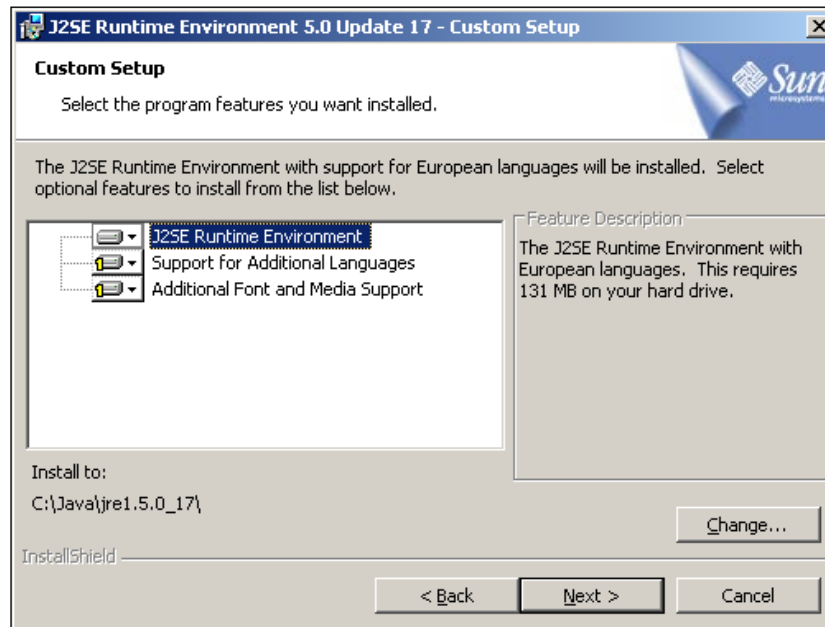 J2SE Runtime Environment 5.0 Update 17 - Custom Setup
Custom Setup
Select the program features you want installed.
Sun
microsystems
The J2SE Runtime Environment with support for European languages will be installed. Select
optional features to install from the list below.
J2SE Runtime Environment
Support for Additional Languages
Additional Font and Media Support
Feature Description
The J2SE Runtime Environment with
European languages. This requires
131 MB on your hard drive.
Install to:
C:\Java\jre1.5.0_17\
Change...
InstallShield
< Back
Next >
Cancel